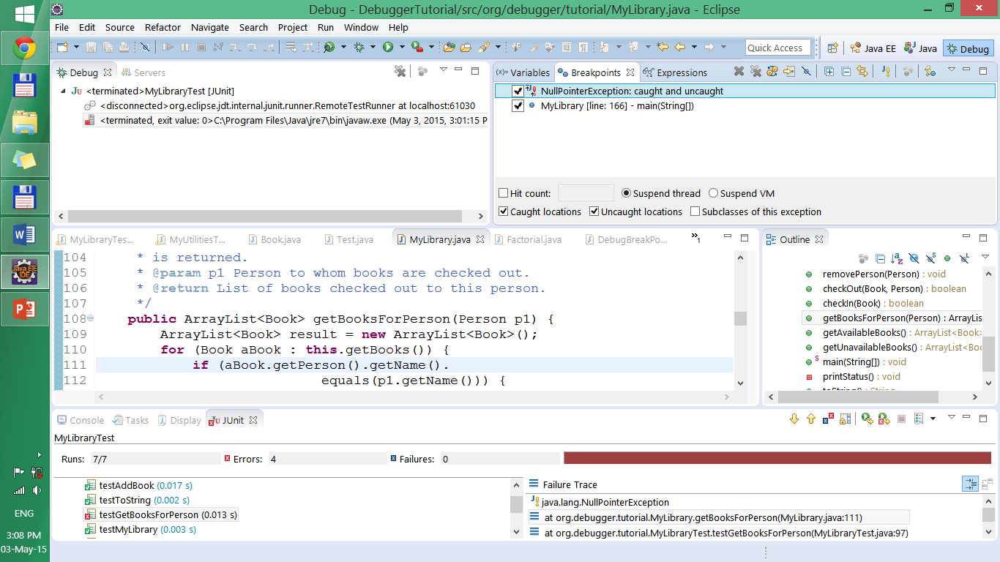 Debug - DebuggerTutorial/src/org/debugger/tutorial/MyLibrary.java - Eclipse
File Edit Source Refactor Navigate Search Project Run Window Help
Quick Access Java EE Java Debug
Debug Servers
<terminated>MyLibraryTest [JUnit]
<disconnected>org.eclipse.jdt.internal.junit.runner.RemoteTestRunner at localhost:61030
<terminated, exit value: 0>C:\Program Files\Java\jre7\bin\javaw.exe (May 3, 2015, 3:01:15 P
(x)= Variables Breakpoints Expressions
NullPointerException: caught and uncaught
MyLibrary [line: 166] - main(String[])
Hit count: Suspend thread Suspend VM
Caught locations Uncaught locations Subclasses of this exception
MyLibraryTes... MyUtilitiesT... Book.java Test.java MyLibrary.java Factorial.java DebugBreakPo... »1
104 * is returned.
105 * @param p1 Person to whom books are checked out.
106 * @return List of books checked out to this person.
107 */
108 public ArrayList<Book> getBooksForPerson(Person p1) {
109 ArrayList<Book> result = new ArrayList<Book>();
110 for (Book aBook : this.getBooks()) {
111 if (aBook.getPerson().getName().
112 equals(p1.getName())) {
Outline
removePerson(Person) : void
checkOut(Book, Person) : boolean
checkIn(Book) : boolean
getBooksForPerson(Person) : ArrayLis
getAvailableBooks() : ArrayList<Book>
getUnavailableBooks() : ArrayList<Boo
S main(String[]) : void
printStatus() : void
toString() : String
Console Tasks Display JUnit
MyLibraryTest
Runs: 7/7 Errors: 4 Failures: 0
testAddBook (0.017 s)
testToString (0.002 s)
testGetBooksForPerson (0.013 s)
testMyLibrary (0.003 s)
Failure Trace
java.lang.NullPointerException
at org.debugger.tutorial.MyLibrary.getBooksForPerson(MyLibrary.java:111)
at org.debugger.tutorial.MyLibraryTest.testGetBooksForPerson(MyLibraryTest.java:97)
Java EE
IDE
ENG
3:08 PM
03-May-15